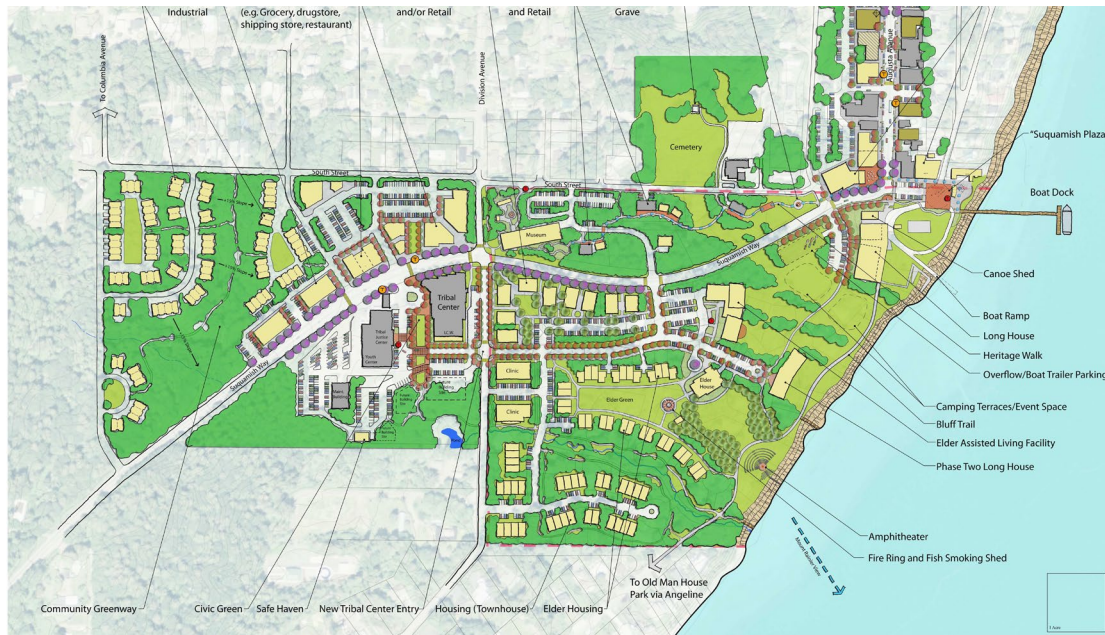 Industrial
(e.g. Grocery, drugstore,
shipping store, restaurant)
and/or Retail
and Retail
Grave
To Columbia Avenue
Division Avenue
Augusta Avenue
Cemetery
"Suquamish Plaza
South Street
South Street
Boat Dock
Museum
Suquamish Way
Canoe Shed
Tribal
Center
Boat Ramp
Long House
Heritage Walk
Overflow/Boat Trailer Parking
Tribal
Justice
Center
Youth
Center
Suquamish Way
Clinic
Elder
House
Elder Green
Clinic
Camping Terraces/Event Space
Bluff Trail
Elder Assisted Living Facility
Phase Two Long House
Amphitheater
Fire Ring and Fish Smoking Shed
Mount Rainier View
To Old Man House
Park via Angeline
Community Greenway
Civic Green
Safe Haven
New Tribal Center Entry
Housing (Townhouse)
Elder Housing